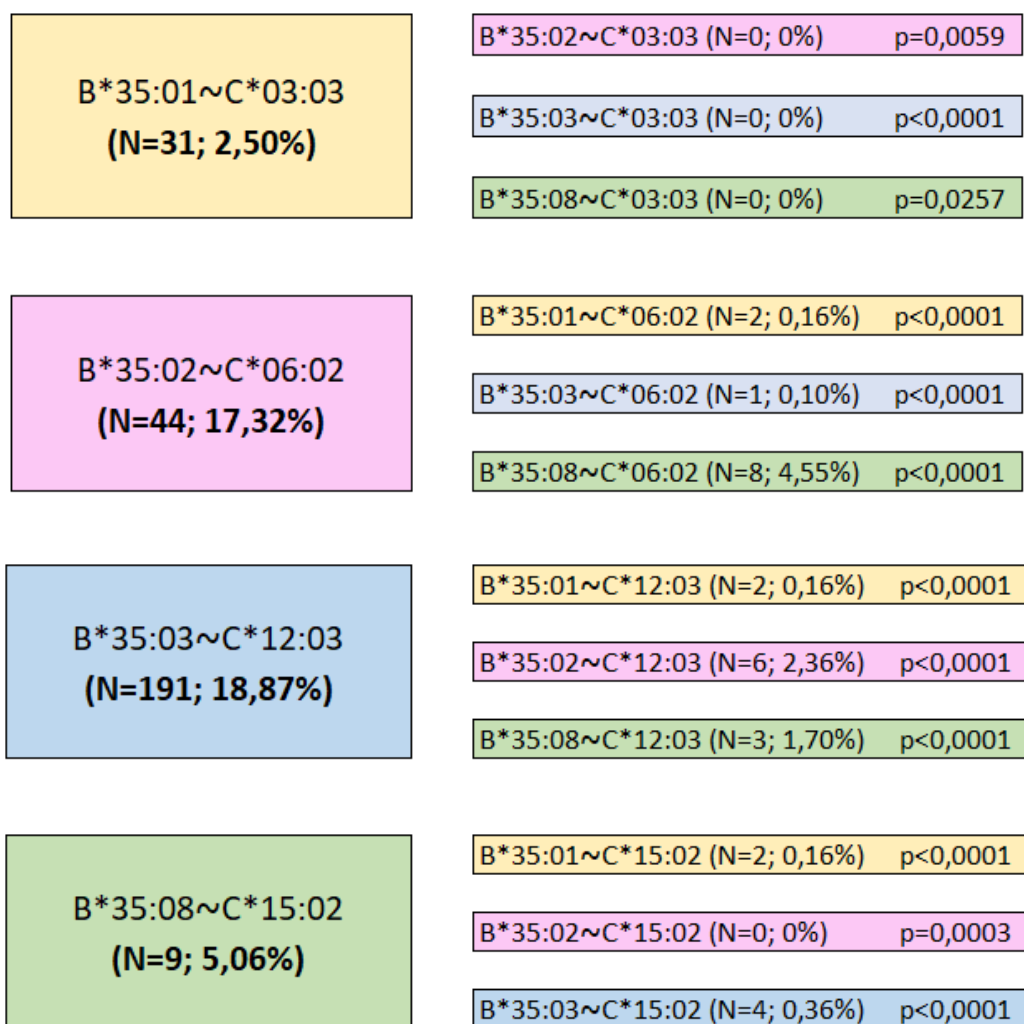 B*35:01~C*03:03
(N=31; 2,50%)
B*35:02~C*03:03 (N=0; 0%) p=0,0059
B*35:03~C*03:03 (N=0; 0%) p<0,0001
B*35:08~C*03:03 (N=0; 0%) p=0,0257
B*35:02~C*06:02
(N=44; 17,32%)
B*35:01~C*06:02 (N=2; 0,16%) p<0,0001
B*35:03~C*06:02 (N=1; 0,10%) p<0,0001
B*35:08~C*06:02 (N=8; 4,55%) p<0,0001
B*35:03~C*12:03
(N=191; 18,87%)
B*35:01~C*12:03 (N=2; 0,16%) p<0,0001
B*35:02~C*12:03 (N=6; 2,36%) p<0,0001
B*35:08~C*12:03 (N=3; 1,70%) p<0,0001
B*35:08~C*15:02
(N=9; 5,06%)
B*35:01~C*15:02 (N=2; 0,16%) p<0,0001
B*35:02~C*15:02 (N=0; 0%) p=0,0003
B*35:03~C*15:02 (N=4; 0,36%) p<0,0001